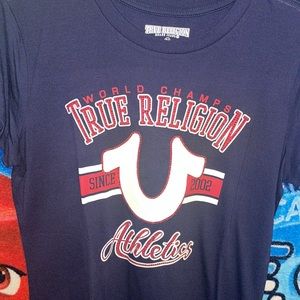 TRUE RELIGION
WORLD CHAMPS
TRUE RELIGION
SINCE 2002
Athletics